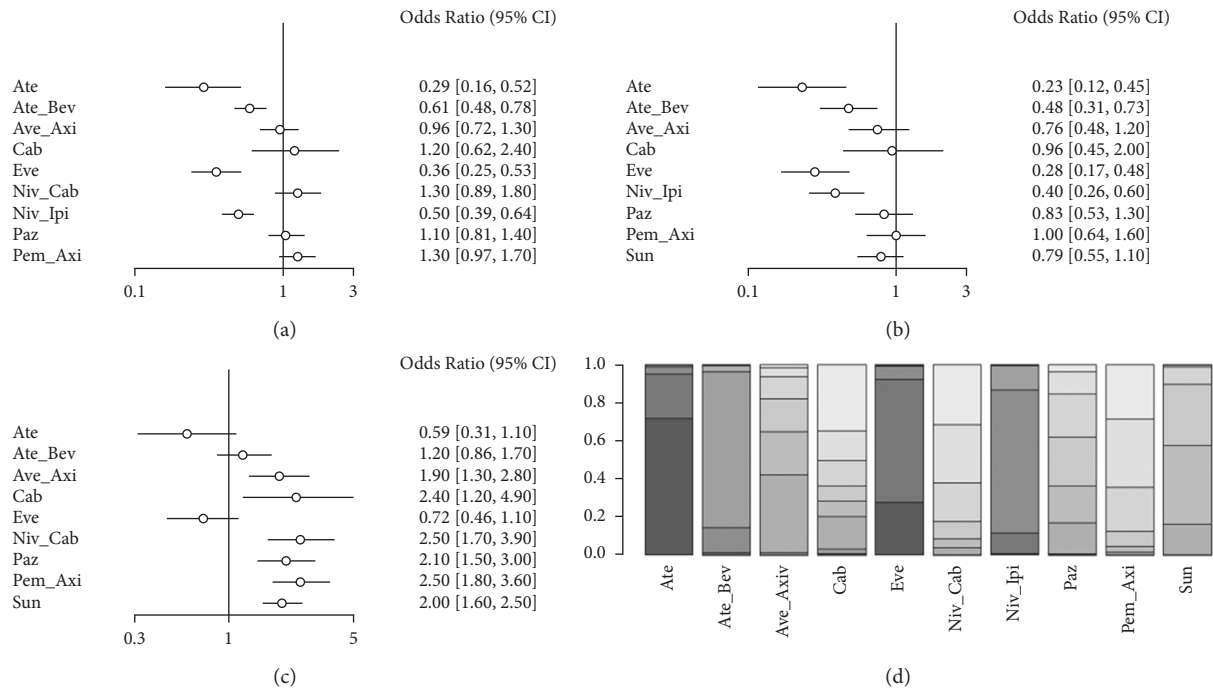 Odds Ratio (95% CI)
Ate 0.29 [0.16, 0.52]
Ate_Bev 0.61 [0.48, 0.78]
Ave_Axi 0.96 [0.72, 1.30]
Cab 1.20 [0.62, 2.40]
Eve 0.36 [0.25, 0.53]
Niv_Cab 1.30 [0.89, 1.80]
Niv_Ipi 0.50 [0.39, 0.64]
Paz 1.10 [0.81, 1.40]
Pem_Axi 1.30 [0.97, 1.70]
0.1 1 3
(a)
Odds Ratio (95% CI)
Ate 0.23 [0.12, 0.45]
Ate_Bev 0.48 [0.31, 0.73]
Ave_Axi 0.76 [0.48, 1.20]
Cab 0.96 [0.45, 2.00]
Eve 0.28 [0.17, 0.48]
Niv_Ipi 0.40 [0.26, 0.60]
Paz 0.83 [0.53, 1.30]
Pem_Axi 1.00 [0.64, 1.60]
Sun 0.79 [0.55, 1.10]
0.1 1 3
(b)
Odds Ratio (95% CI)
Ate 0.59 [0.31, 1.10]
Ate_Bev 1.20 [0.86, 1.70]
Ave_Axi 1.90 [1.30, 2.80]
Cab 2.40 [1.20, 4.90]
Eve 0.72 [0.46, 1.10]
Niv_Cab 2.50 [1.70, 3.90]
Paz 2.10 [1.50, 3.00]
Pem_Axi 2.50 [1.80, 3.60]
Sun 2.00 [1.60, 2.50]
0.3 1 5
(c)
1.0
0.8
0.6
0.4
0.2
0.0
Ate
Ate_Bev
Ave_Axiv
Cab
Eve
Niv_Cab
Niv_Ipi
Paz
Pem_Axi
Sun
(d)